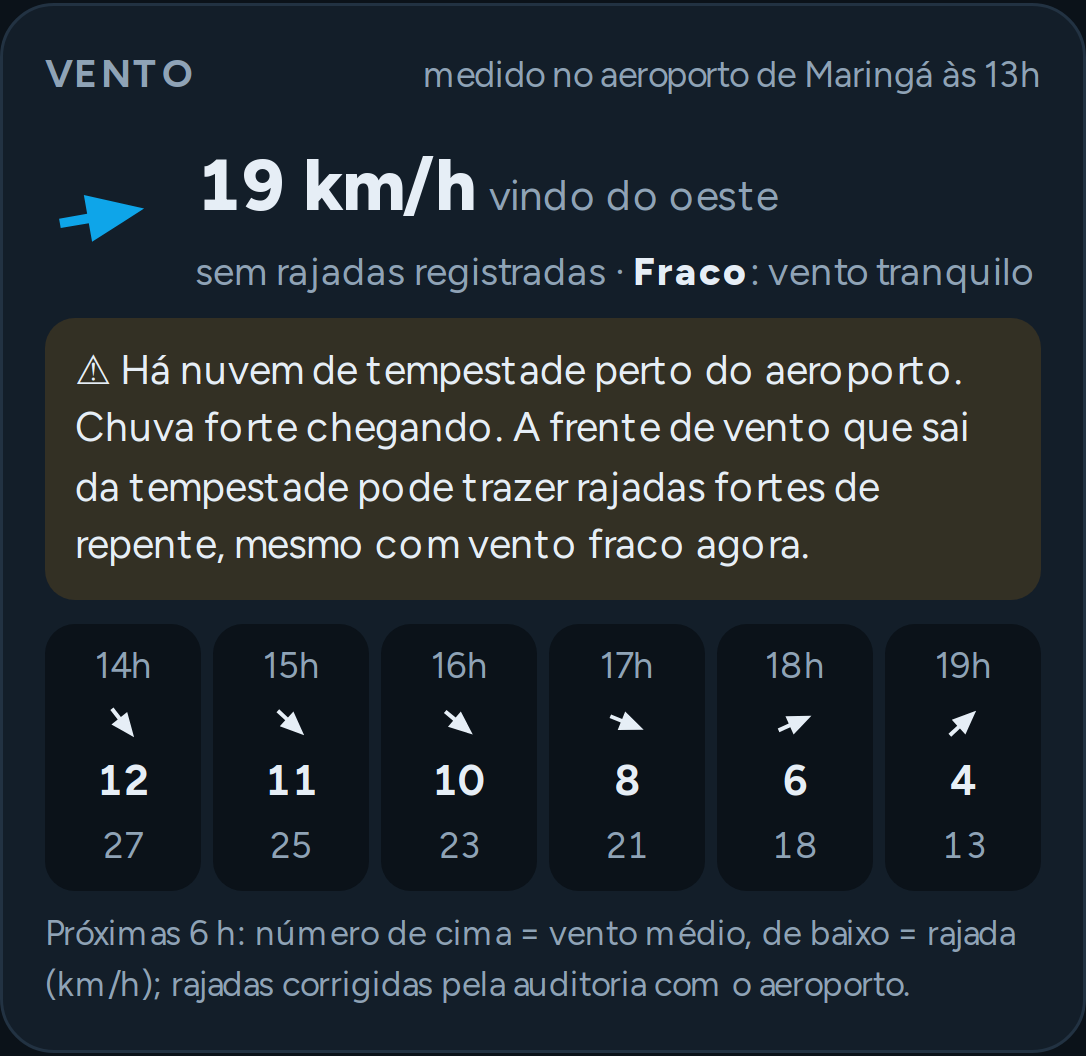 VENTO
medido no aeroporto de Maringá às 13h
19 km/h vindo do oeste
sem rajadas registradas · Fraco: vento tranquilo
⚠ Há nuvem de tempestade perto do aeroporto.
Chuva forte chegando. A frente de vento que sai
da tempestade pode trazer rajadas fortes de
repente, mesmo com vento fraco agora.
14h 15h 16h 17h 18h 19h
12 11 10 8 6 4
27 25 23 21 18 13
Próximas 6 h: número de cima = vento médio, de baixo = rajada
(km/h); rajadas corrigidas pela auditoria com o aeroporto.